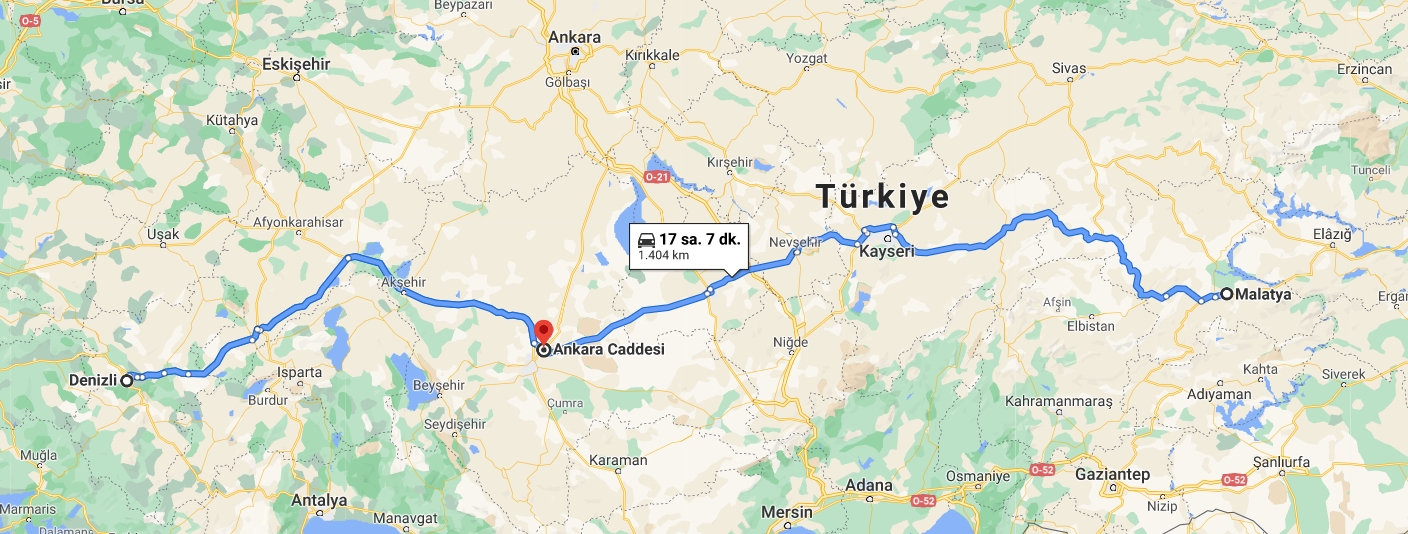 Bursa
Beypazarı
O-5
Ankara
Eskişehir
Kırıkkale
Yozgat
Sivas
Erzincan
Gölbaşı
Kütahya
Kırşehir
O-21
Tunceli
Türkiye
Afyonkarahisar
Uşak
Nevşehir
Elâzığ
17 sa. 7 dk.
1.404 km
Kayseri
Akşehir
Malatya
Afşin
Elbistan
Ankara Caddesi
Niğde
Denizli
Isparta
Beyşehir
Burdur
Kahta
Siverek
Adıyaman
Çumra
Kahramanmaraş
Seydişehir
Muğla
Karaman
Şanlıurfa
O-52
Gaziantep
Osmaniye
O-52
Adana
O-52
Nizip
Antalya
Marmaris
Manavgat
Mersin
Dalaman